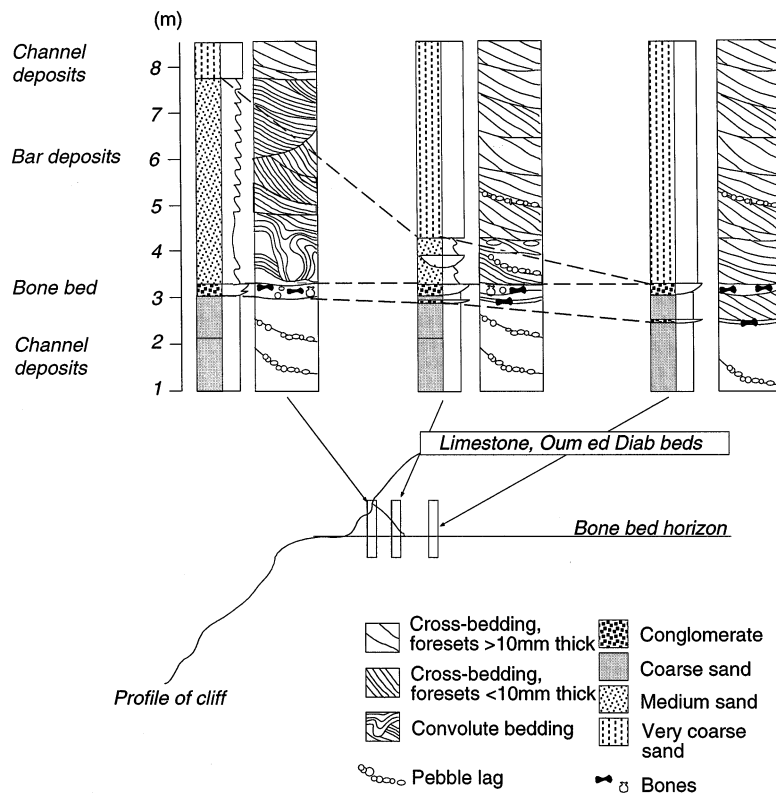 (m)
Channel
deposits
8
7
Bar deposits
6
5
4
Bone bed
3
Channel
deposits
2
1
Limestone, Oum ed Diab beds
Bone bed horizon
Profile of cliff
Cross-bedding,
foresets >10mm thick
Cross-bedding,
foresets <10mm thick
Convolute bedding
Pebble lag
Conglomerate
Coarse sand
Medium sand
Very coarse
sand
Bones